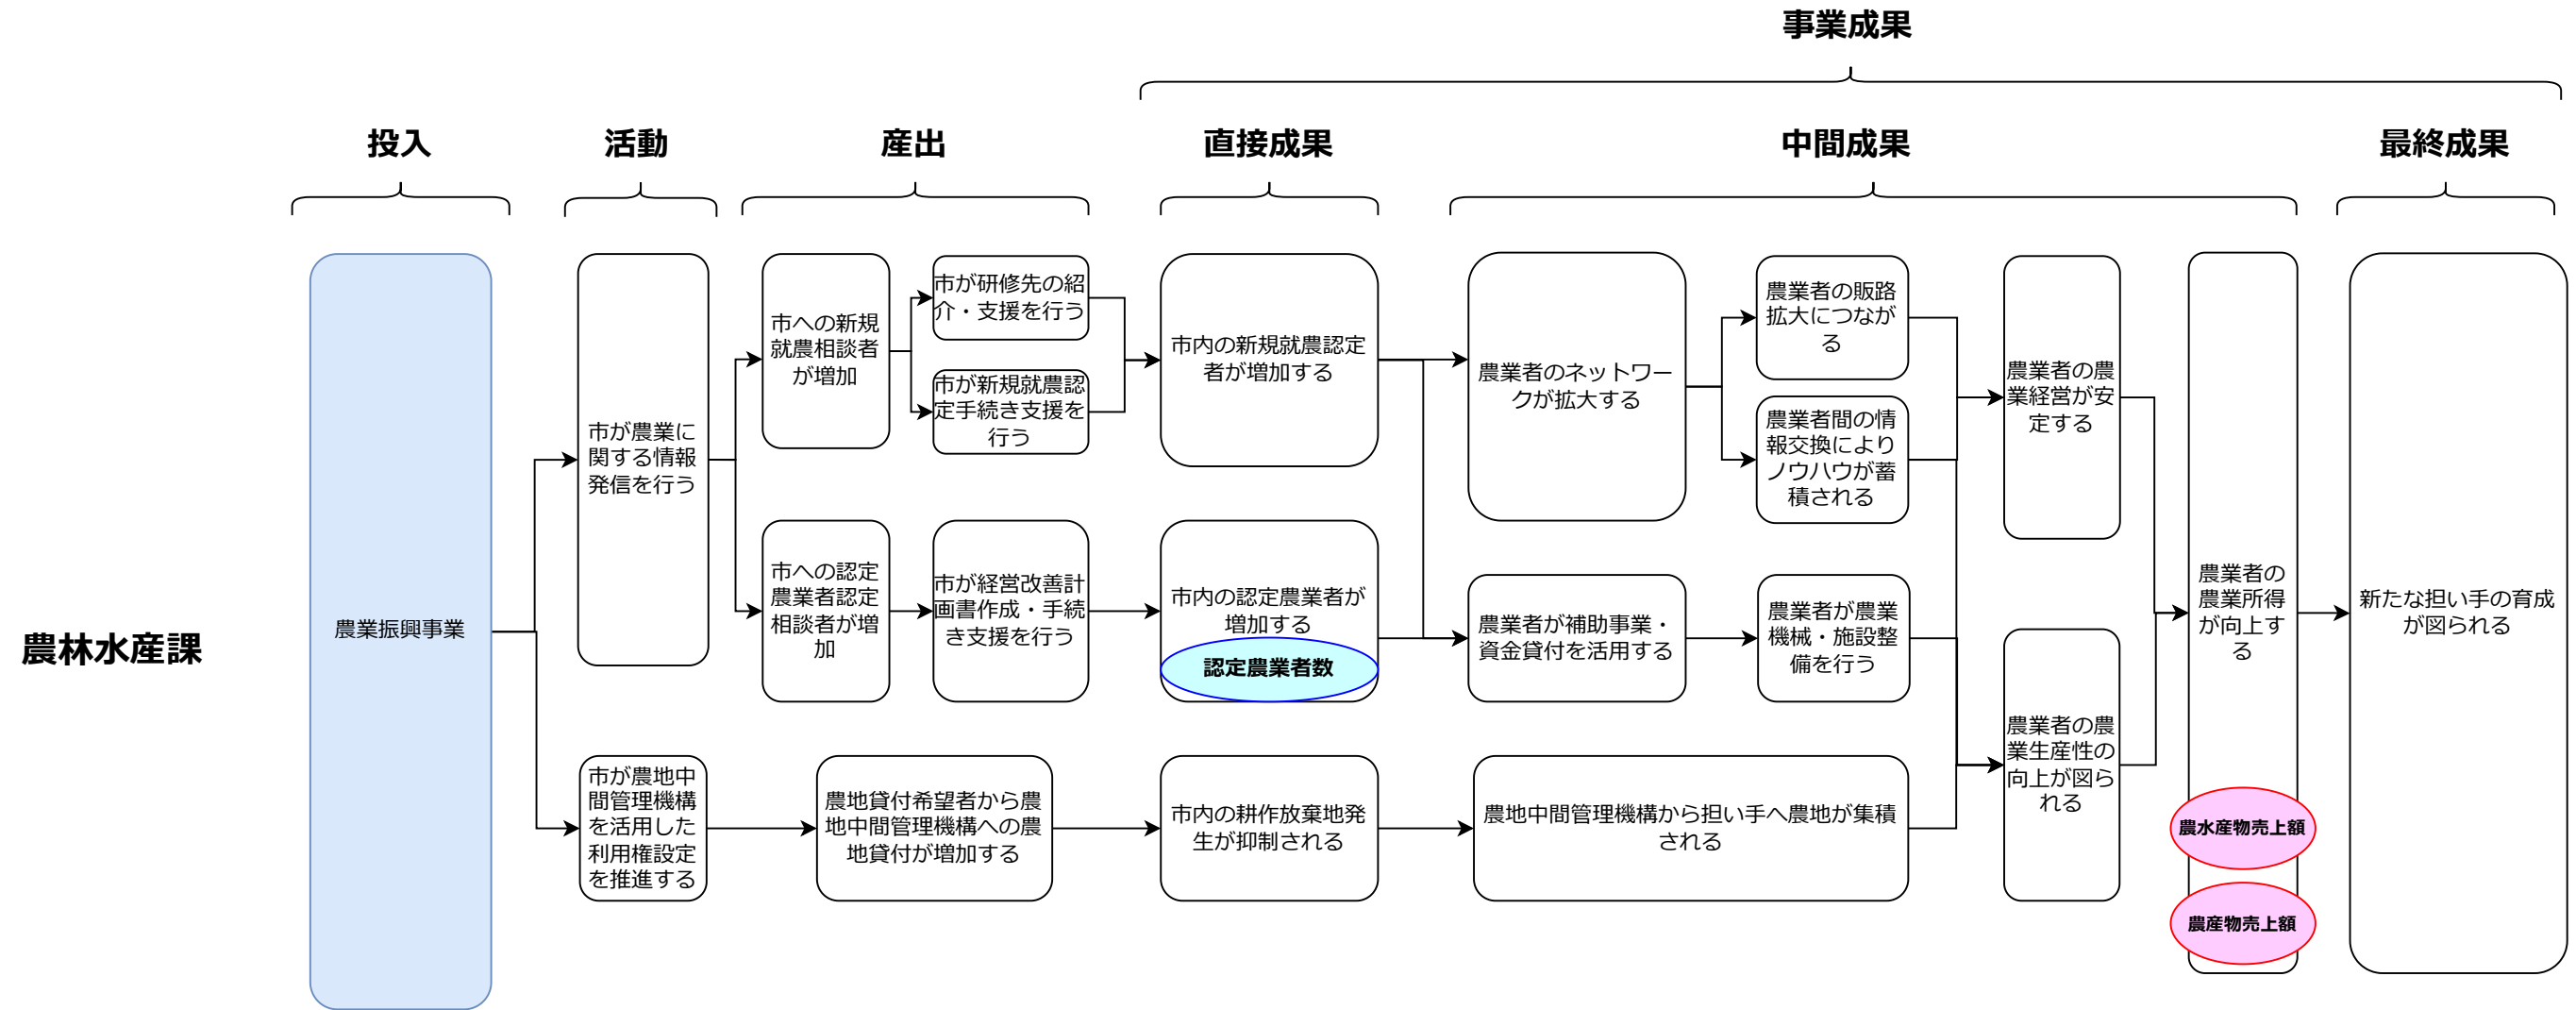 事業成果
投入
活動
産出
直接成果
中間成果
最終成果
農林水産課
農業振興事業
市が農業に
関する情報
発信を行う
市が農地中
間管理機構
を活用した
利用権設定
を推進する
市への新規
就農相談者
が増加
市が研修先の紹
介・支援を行う
市が新規就農認
定手続き支援を
行う
市への認定
農業者認定
相談者が増
加
市が経営改善計
画書作成・手続
き支援を行う
農地貸付希望者から農
地中間管理機構への農
地貸付が増加する
市内の新規就農認定
者が増加する
市内の認定農業者が
増加する
認定農業者数
市内の耕作放棄地発
生が抑制される
農業者のネットワー
クが拡大する
農業者の販路
拡大につなが
る
農業者間の情
報交換により
ノウハウが蓄
積される
農業者が補助事業・
資金貸付を活用する
農業者が農業
機械・施設整
備を行う
農地中間管理機構から担い手へ農地が集積
される
農業者の農
業経営が安
定する
農業者の農
業生産性の
向上が図ら
れる
農業者の
農業所得
が向上す
る
農水産物売上額
農産物売上額
新たな担い手の育成
が図られる